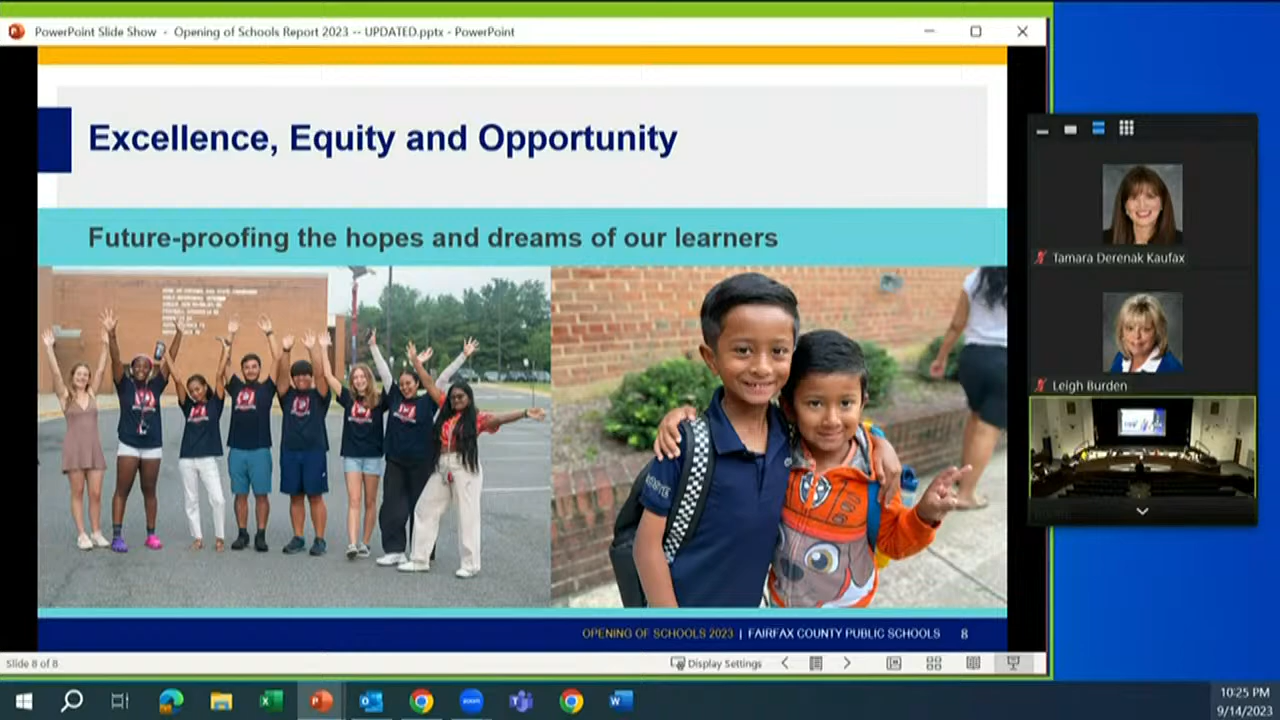 PowerPoint Slide Show - Opening of Schools Report 2023 -- UPDATED.pptx - PowerPoint
Excellence, Equity and Opportunity
Future-proofing the hopes and dreams of our learners
Tamara Derenak Kaufax
Leigh Burden
OPENING OF SCHOOLS 2023 | FAIRFAX COUNTY PUBLIC SCHOOLS 8
Slide 8 of 8
Display Settings
zoom
10:25 PM
9/14/2023